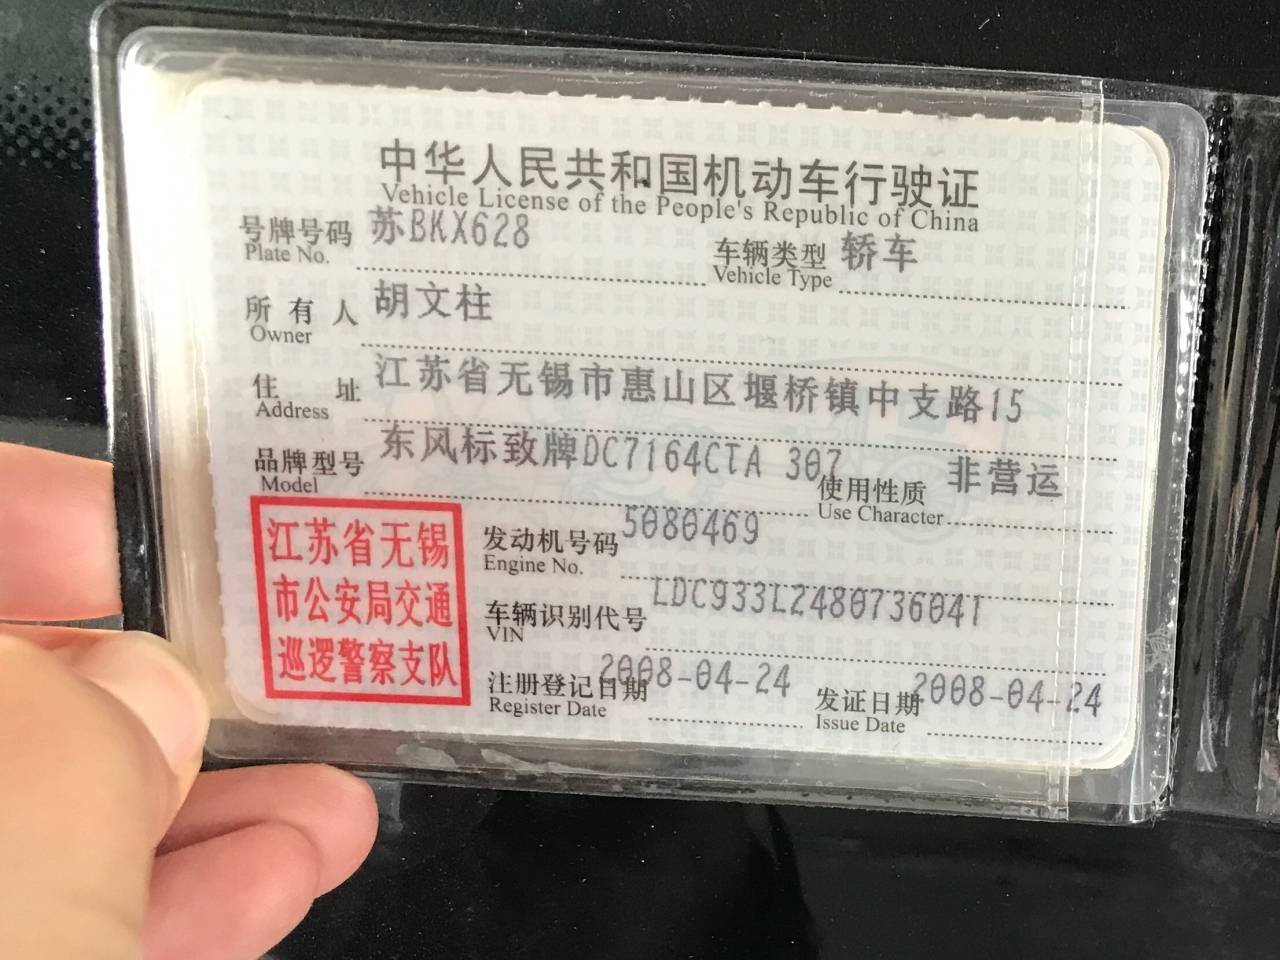 中华人民共和国机动车行驶证
Vehicle License of the People's Republic of China
号牌号码 苏BKX628 车辆类型 轿车
Plate No. Vehicle Type
所有人 胡文柱
Owner
住址 江苏省无锡市惠山区堰桥镇中支路15
Address
品牌型号 东风标致牌DC7164CTA 307 使用性质 非营运
Model Use Character
江苏省无锡
市公安局交通
巡逻警察支队
发动机号码 5080469
Engine No.
车辆识别代号 LDC933L2480736041
VIN
注册登记日期 2008-04-24 发证日期 2008-04-24
Register Date Issue Date